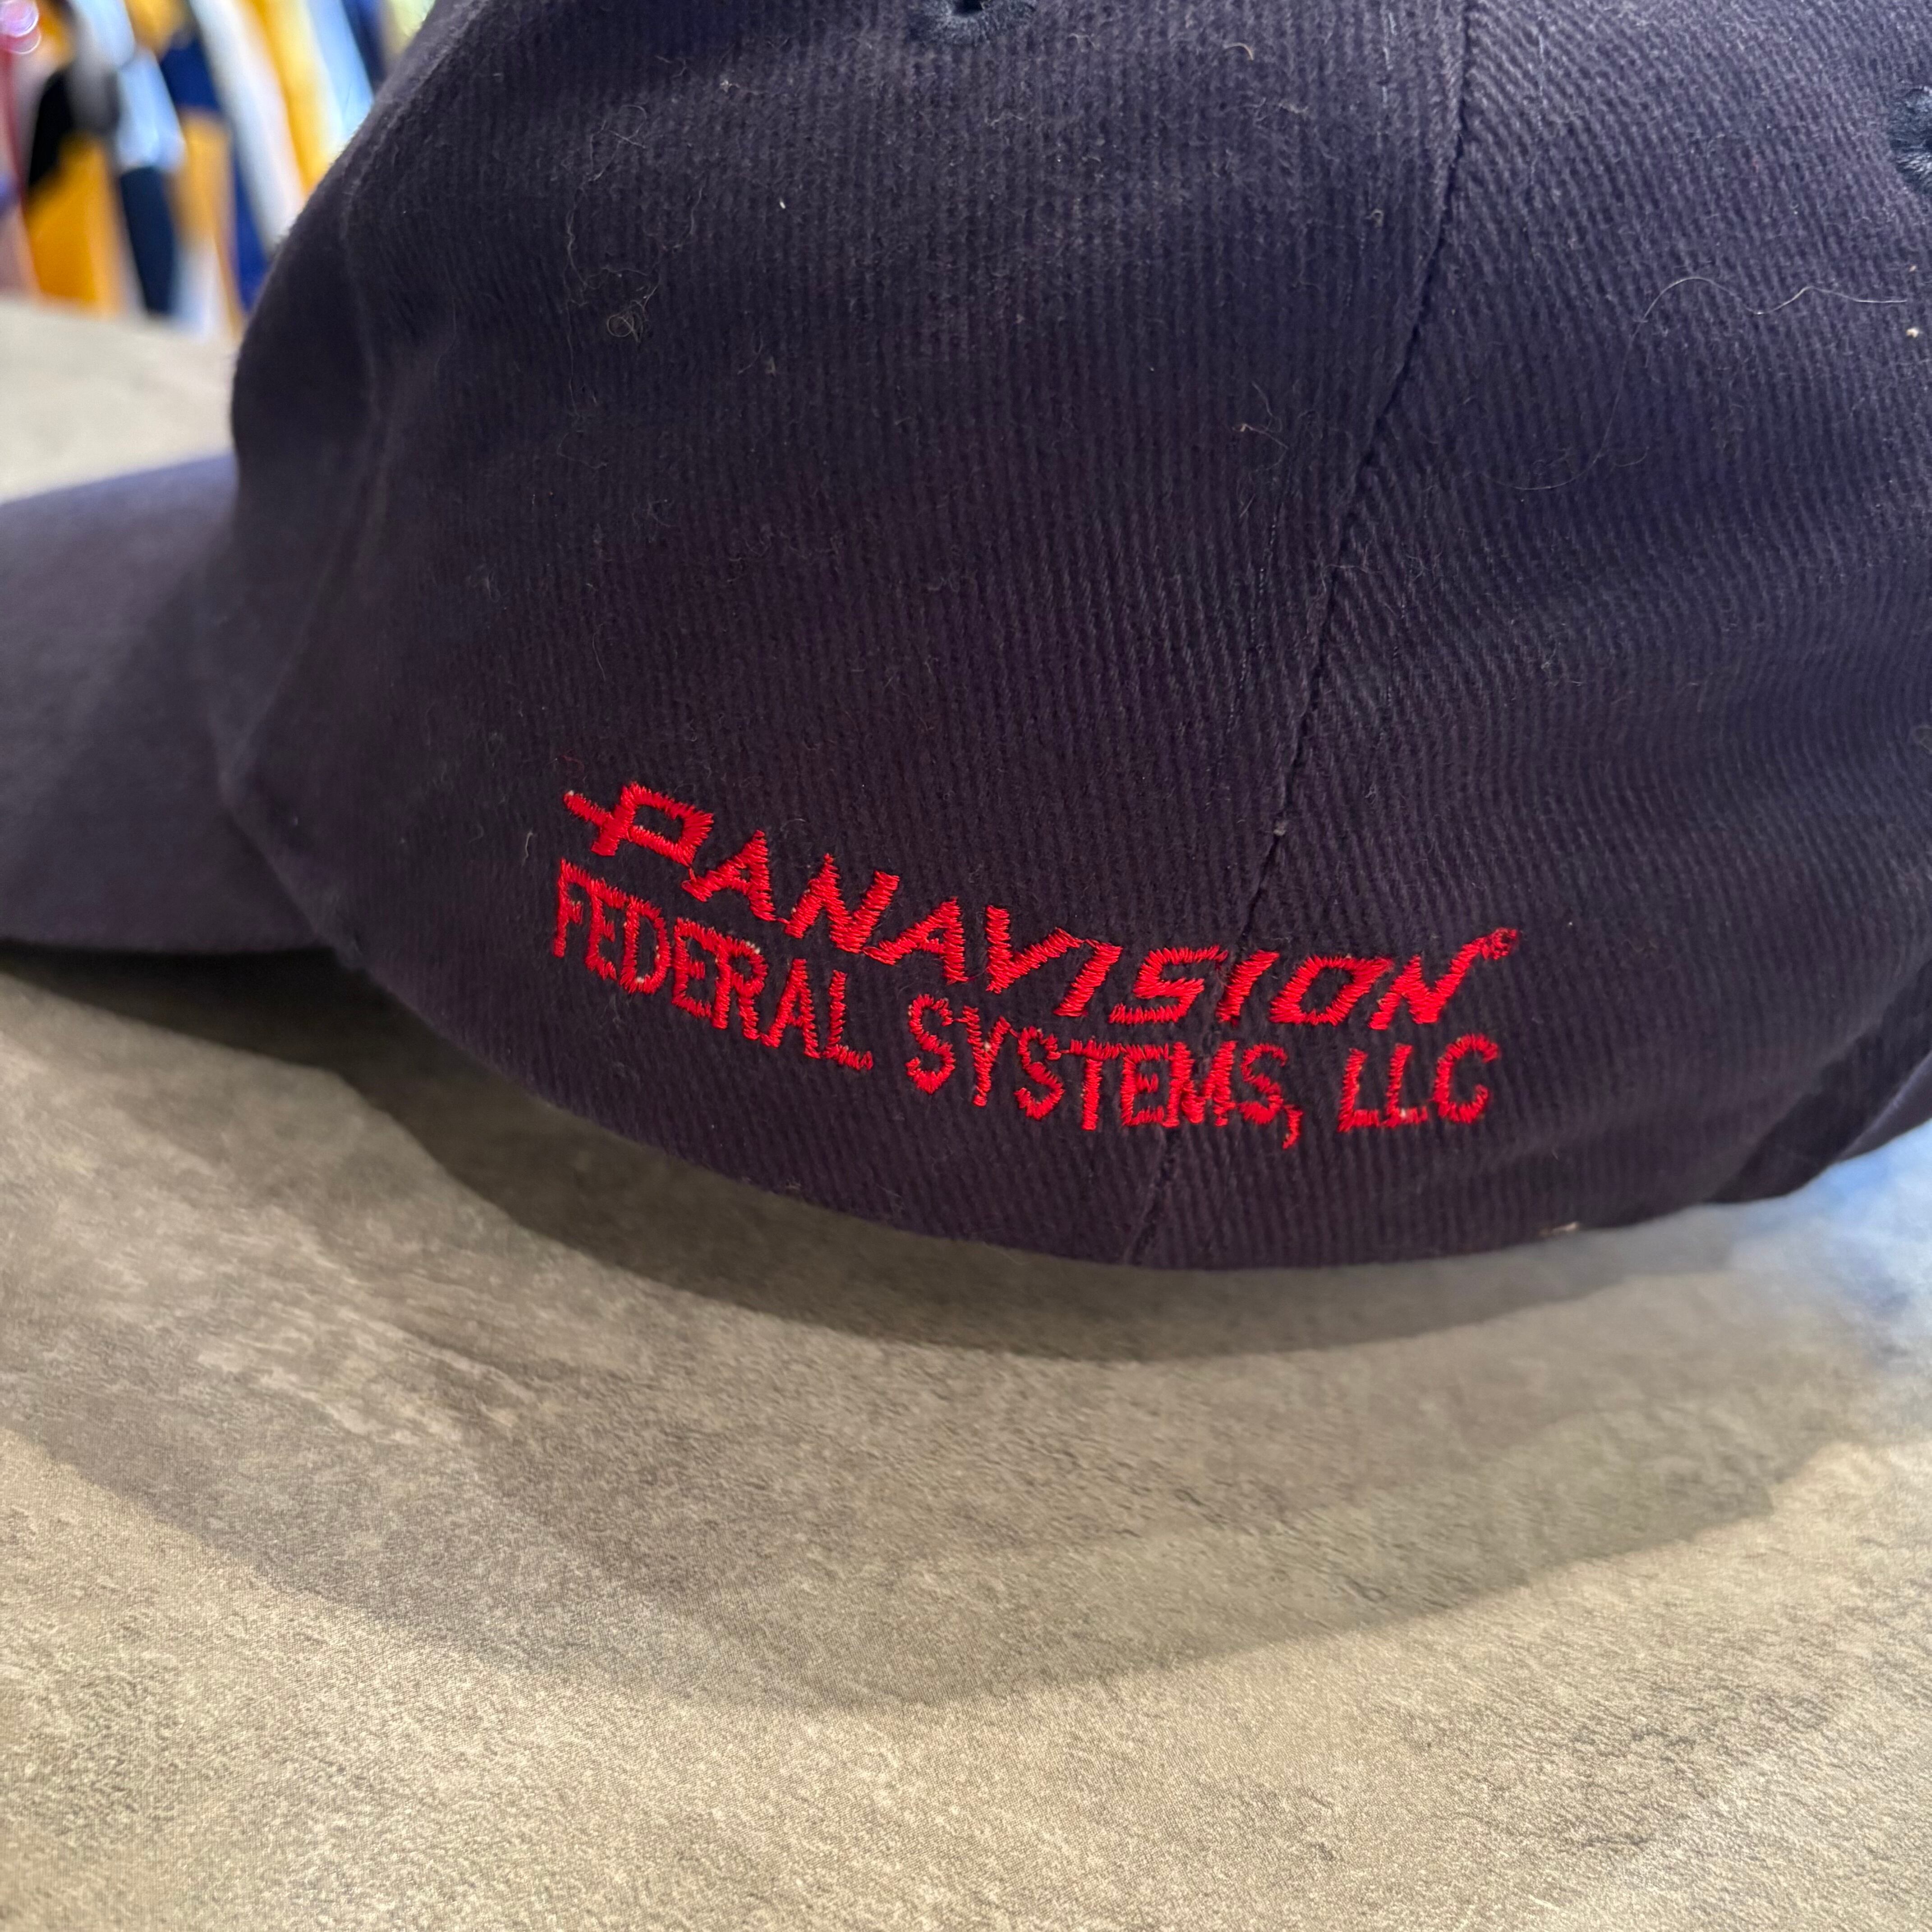 PANAVISION®
FEDERAL SYSTEMS, LLC